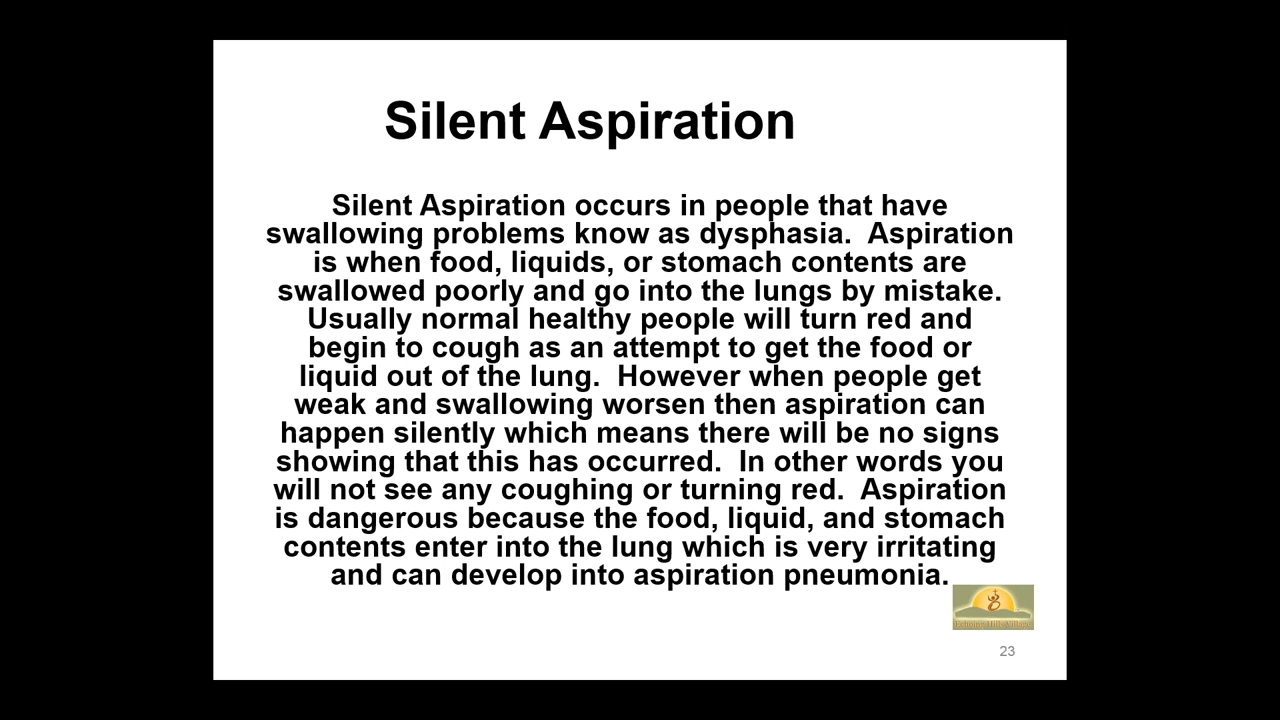 Silent Aspiration
Silent Aspiration occurs in people that have
swallowing problems know as dysphasia.  Aspiration
is when food, liquids, or stomach contents are
swallowed poorly and go into the lungs by mistake.
Usually normal healthy people will turn red and
begin to cough as an attempt to get the food or
liquid out of the lung.  However when people get
weak and swallowing worsen then aspiration can
happen silently which means there will be no signs
showing that this has occurred.  In other words you
will not see any coughing or turning red.  Aspiration
is dangerous because the food, liquid, and stomach
contents enter into the lung which is very irritating
and can develop into aspiration pneumonia.
23